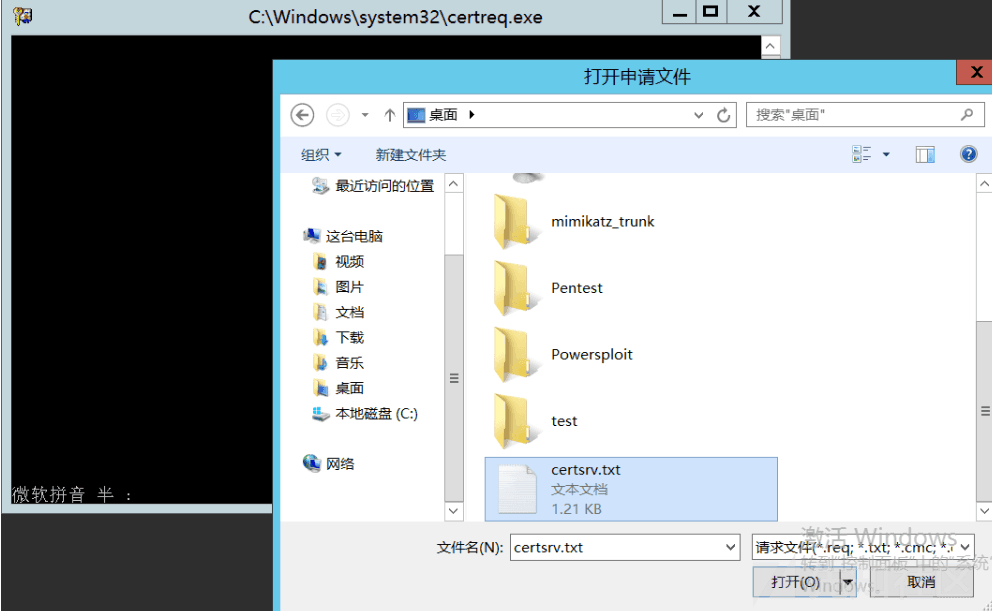 C:\Windows\system32\certreq.exe
打开申请文件
桌面
搜索"桌面"
组织
新建文件夹
最近访问的位置
这台电脑
视频
图片
文档
下载
音乐
桌面
本地磁盘 (C:)
网络
mimikatz_trunk
Pentest
Powersploit
test
certsrv.txt
文本文档
1.21 KB
微软拼音 半 :
文件名(N):
certsrv.txt
请求文件(*.req; *.txt; *.cmc; *.
激活 Windows
转到"控制面板"中的"系统
Windows。
打开(O)
取消